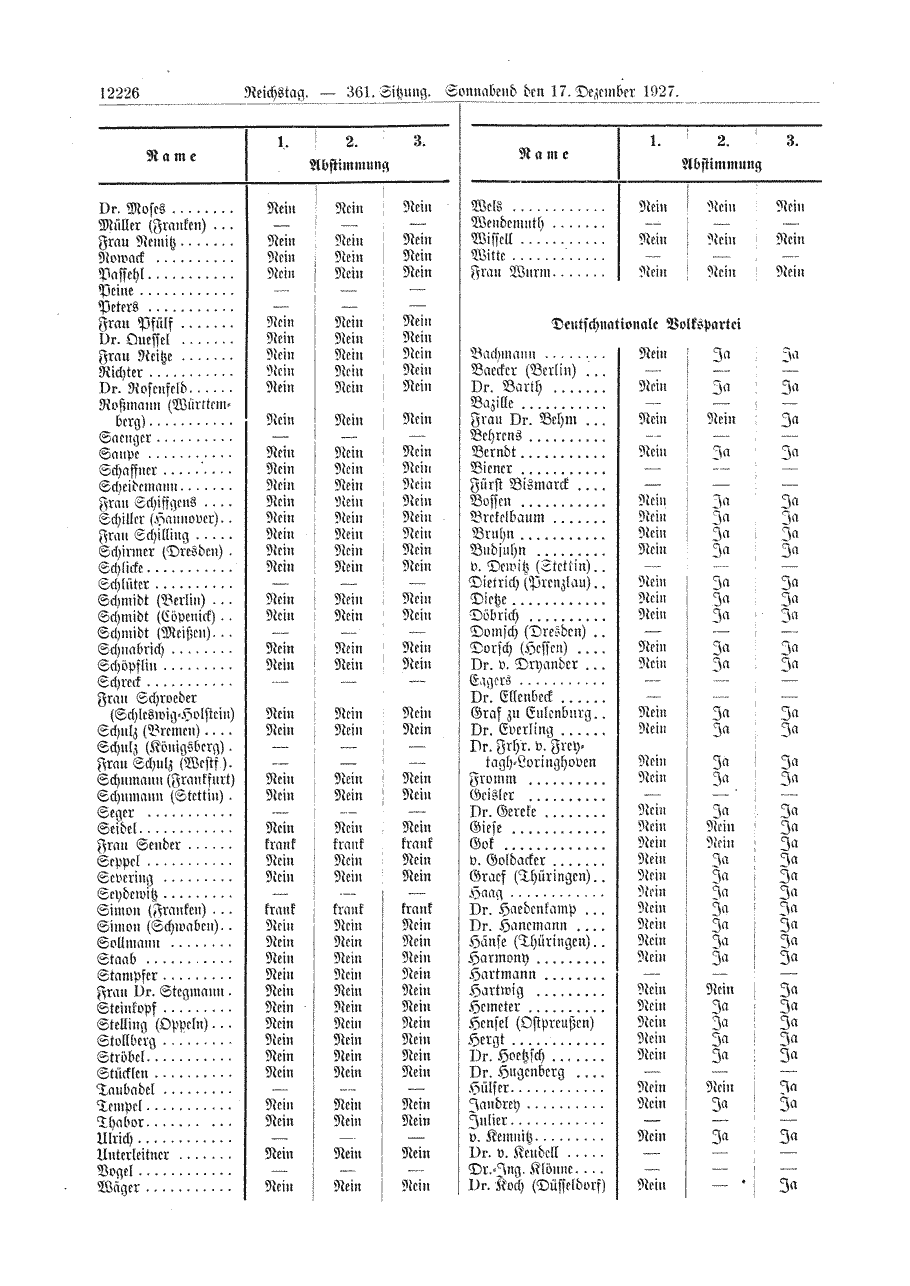 12226 Reichstag. — 361. Sitzung. Sonnabend den 17. Dezember 1927.
Name 1. 2. 3.
Abstimmung
Dr. Moses ........ Nein Nein Nein
Müller (Franken) ... — — —
Frau Nemitz ....... Nein Nein Nein
Nowack .......... Nein Nein Nein
Passehl ........... Nein Nein Nein
Peine ............ — — —
Peters ........... — — —
Frau Pfülf ....... Nein Nein Nein
Dr. Quessel ....... Nein Nein Nein
Frau Reitze ....... Nein Nein Nein
Richter ........... Nein Nein Nein
Dr. Rosenfeld ...... Nein Nein Nein
Roßmann (Württem-
berg) ........... Nein Nein Nein
Saenger .......... — — —
Saupe ........... Nein Nein Nein
Schaffner ......... Nein Nein Nein
Scheidemann ....... Nein Nein Nein
Frau Schiffgens .... Nein Nein Nein
Schiller (Hannover) .. Nein Nein Nein
Frau Schilling ..... Nein Nein Nein
Schirmer (Dresden) . Nein Nein Nein
Schlicke ........... Nein Nein Nein
Schlüter .......... — — —
Schmidt (Berlin) ... Nein Nein Nein
Schmidt (Cöpenick) .. Nein Nein Nein
Schmidt (Meißen) ... — — —
Schnabrich ........ Nein Nein Nein
Schöpflin ......... Nein Nein Nein
Schreck ........... — — —
Frau Schroeder
(Schleswig-Holstein) Nein Nein Nein
Schulz (Bremen) .... Nein Nein Nein
Schulz (Königsberg) . — — —
Frau Schulz (Westf.) . — — —
Schumann (Frankfurt) Nein Nein Nein
Schumann (Stettin) . Nein Nein Nein
Seger ........... — — —
Seidel ............ Nein Nein Nein
Frau Sender ...... krank krank krank
Seppel ........... Nein Nein Nein
Severing ......... Nein Nein Nein
Seydewitz ......... — — —
Simon (Franken) ... krank krank krank
Simon (Schwaben) .. Nein Nein Nein
Sollmann ........ Nein Nein Nein
Staab ........... Nein Nein Nein
Stampfer ......... Nein Nein Nein
Frau Dr. Stegmann . Nein Nein Nein
Steinkopf ......... Nein Nein Nein
Stelling (Oppeln) ... Nein Nein Nein
Stollberg ......... Nein Nein Nein
Ströbel ........... Nein Nein Nein
Stücklen .......... Nein Nein Nein
Taubadel ......... — — —
Tempel ........... Nein Nein Nein
Thabor ....... ... Nein Nein Nein
Ulrich ............ — — —
Unterleitner ....... Nein Nein Nein
Vogel ............ — — —
Wäger ........... Nein Nein Nein
Name 1. 2. 3.
Abstimmung
Wels ............ Nein Nein Nein
Wendemuth ....... — — —
Wissell ........... Nein Nein Nein
Witte ............ — — —
Frau Wurm ....... Nein Nein Nein
Deutschnationale Volkspartei
Bachmann ........ Nein Ja Ja
Baecker (Berlin) ... — — —
Dr. Barth ....... Nein Ja Ja
Bazille ........... — — —
Frau Dr. Behm ... Nein Nein Ja
Behrens .......... — — —
Berndt ........... Nein Ja Ja
Biener ........... — — —
Fürst Bismarck .... — — —
Bossen ........... Nein Ja Ja
Brekelbaum ....... Nein Ja Ja
Bruhn ........... Nein Ja Ja
Budjuhn ......... Nein Ja Ja
v. Dewitz (Stettin) .. — — —
Dietrich (Prenzlau) .. Nein Ja Ja
Dietze ............ Nein Ja Ja
Döbrich .......... Nein Ja Ja
Domsch (Dresden) .. — — —
Dorsch (Hessen) .... Nein Ja Ja
Dr. v. Dryander ... Nein Ja Ja
Eggers ........... — — —
Dr. Ellenbeck ...... — — —
Graf zu Eulenburg .. Nein Ja Ja
Dr. Everling ...... Nein Ja Ja
Dr. Frhr. v. Frey-
tagh-Loringhoven Nein Ja Ja
Fromm .......... Nein Ja Ja
Geisler .......... — — —
Dr. Gereke ........ Nein Ja Ja
Giese ............ Nein Nein Ja
Gok ............. Nein Nein Ja
v. Goldacker ....... Nein Ja Ja
Graef (Thüringen) .. Nein Ja Ja
Haag ............ Nein Ja Ja
Dr. Haedenkamp ... Nein Ja Ja
Dr. Hanemann .... Nein Ja Ja
Hänse (Thüringen) .. Nein Ja Ja
Harmony ......... Nein Ja Ja
Hartmann ........ — — —
Hartwig ......... Nein Nein Ja
Hemeter .......... Nein Ja Ja
Hensel (Ostpreußen) Nein Ja Ja
Hergt ............ Nein Ja Ja
Dr. Hoetzsch ....... Nein Ja Ja
Dr. Hugenberg .... — — —
Hülser ............ Nein Nein Ja
Jandrey .......... Nein Ja Ja
Julier ............ — — —
v. Kemnitz ......... Nein Ja Ja
Dr. v. Keudell ..... — — —
Dr.-Ing. Klönne .... — — —
Dr. Koch (Düsseldorf) Nein — Ja